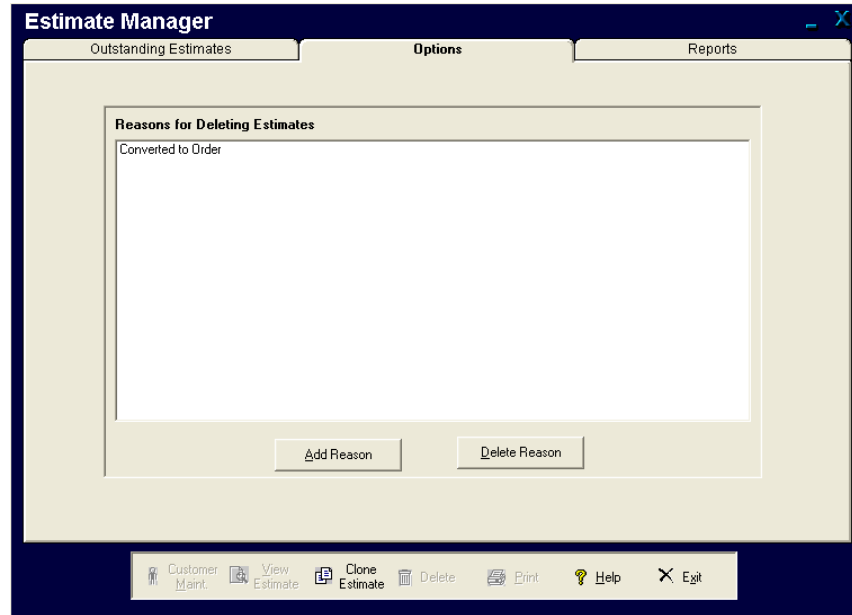 Estimate Manager
Outstanding Estimates
Options
Reports
Reasons for Deleting Estimates
Converted to Order
Add Reason
Delete Reason
Customer
Maint.
View
Estimate
Clone
Estimate
Delete
Print
Help
Exit